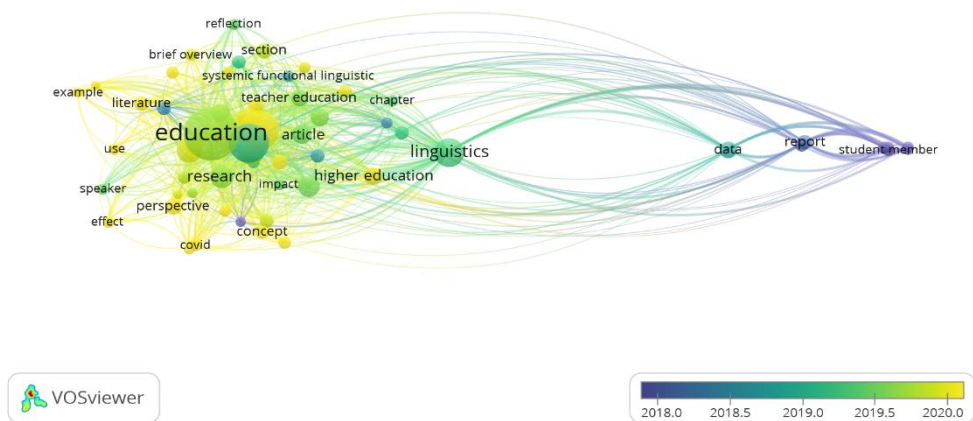 reflection
brief overview
section
systemic functional linguistic
example
literature
teacher education
chapter
education
article
use
linguistics
data
report
student member
research
impact
higher education
speaker
perspective
effect
concept
covid
VOSviewer
2018.0 2018.5 2019.0 2019.5 2020.0